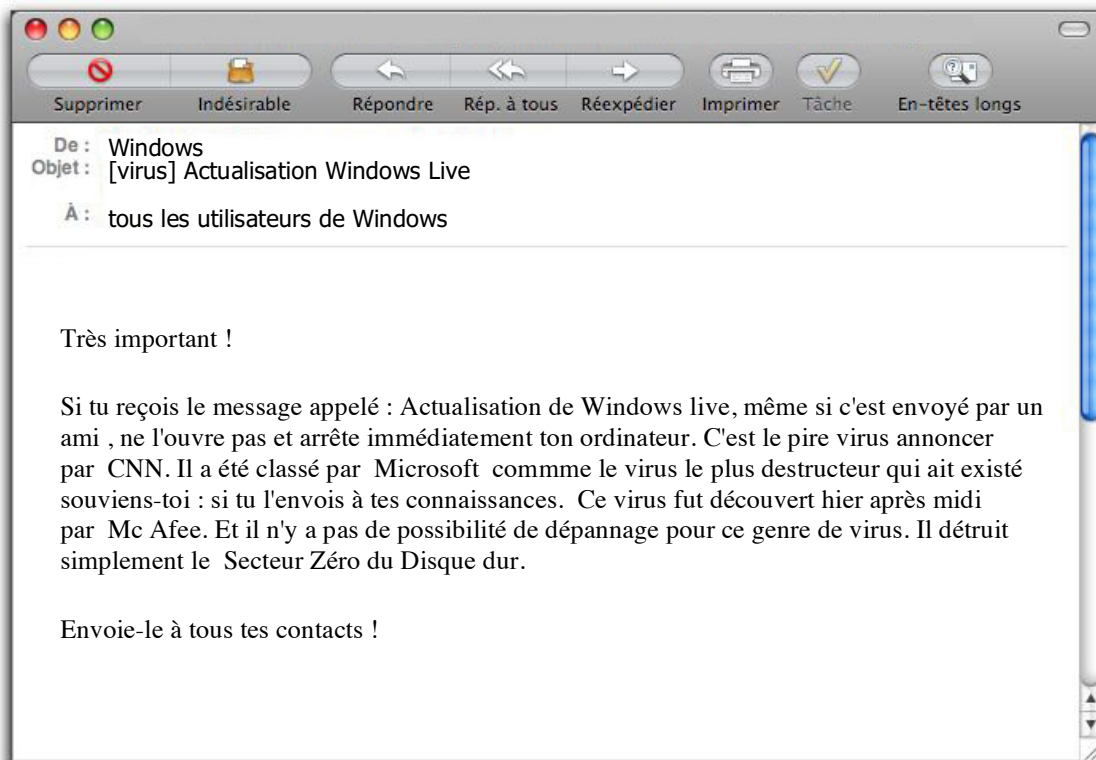 Supprimer Indésirable Répondre Rép. à tous Réexpédier Imprimer Tâche En-têtes longs
De : Windows
Objet : [virus] Actualisation Windows Live
À : tous les utilisateurs de Windows
Très important !
Si tu reçois le message appelé : Actualisation de Windows live, même si c'est envoyé par un
ami , ne l'ouvre pas et arrête immédiatement ton ordinateur. C'est le pire virus annoncer
par CNN. Il a été classé par Microsoft commme le virus le plus destructeur qui ait existé
souviens-toi : si tu l'envois à tes connaissances. Ce virus fut découvert hier après midi
par Mc Afee. Et il n'y a pas de possibilité de dépannage pour ce genre de virus. Il détruit
simplement le Secteur Zéro du Disque dur.
Envoie-le à tous tes contacts !